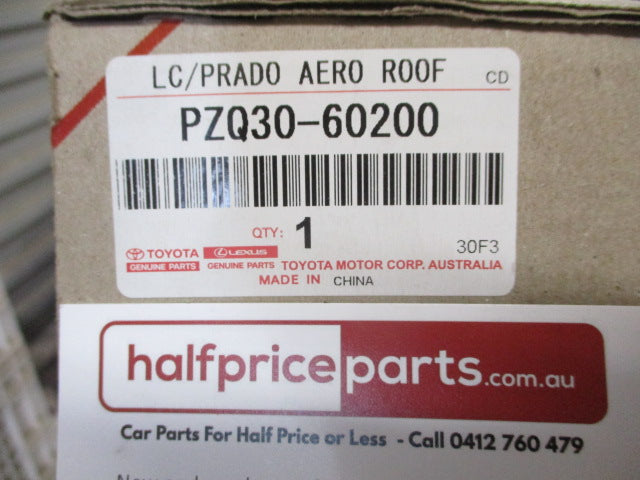 LC/PRADO AERO ROOF CD
PZQ30-60200
QTY: 1
30F3
TOYOTA
GENUINE PARTS
LEXUS
GENUINE PARTS
TOYOTA MOTOR CORP. AUSTRALIA
MADE IN CHINA
halfpriceparts.com.au
Car Parts For Half Price or Less - Call 0412 760 479